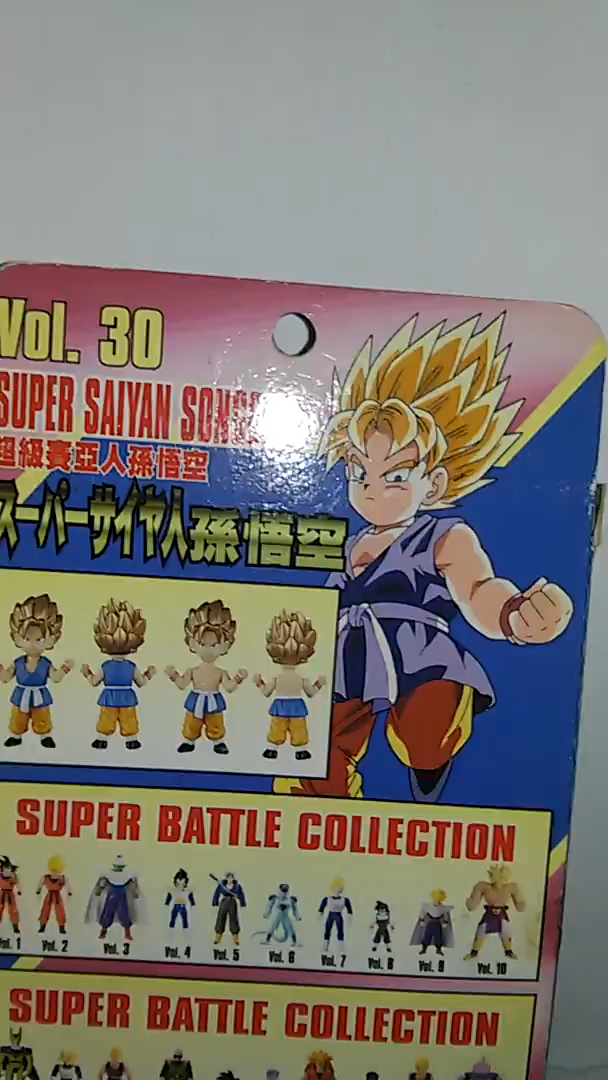 Vol. 30
SUPER SAIYAN
超級賽亞人孫悟空
スーパーサイヤ人孫悟空
SUPER BATTLE COLLECTION
Vol. 1 Vol. 2 Vol. 3 Vol. 4 Vol. 5 Vol. 6 Vol. 7 Vol. 8 Vol. 9 Vol. 10
SUPER BATTLE COLLECTION